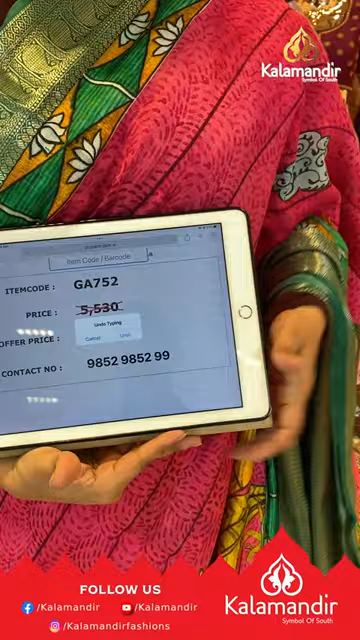 Kalamandir
Symbol Of South
Item Code / Barcode
ITEMCODE : GA752
PRICE : 5,530
Undo Typing
Cancel Undo
OFFER PRICE :
CONTACT NO : 9852 9852 99
FOLLOW US
/Kalamandir /Kalamandir
/Kalamandirfashions
Kalamandir
Symbol Of South